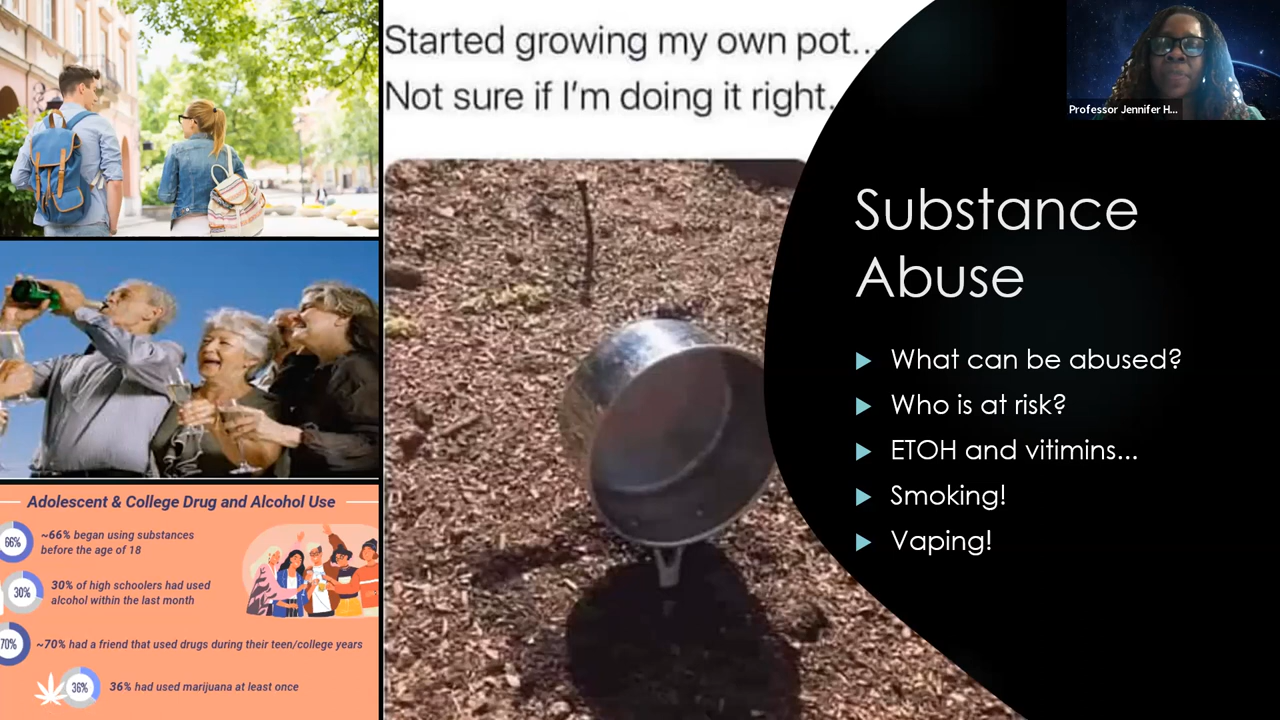 Started growing my own pot...
Not sure if I'm doing it right.
Professor Jennifer H...
Substance
Abuse
What can be abused?
Who is at risk?
ETOH and vitimins...
Smoking!
Vaping!
Adolescent & College Drug and Alcohol Use
66%
~66% began using substances
before the age of 18
30%
30% of high schoolers had used
alcohol within the last month
70%
~70% had a friend that used drugs during their teen/college years
36%
36% had used marijuana at least once